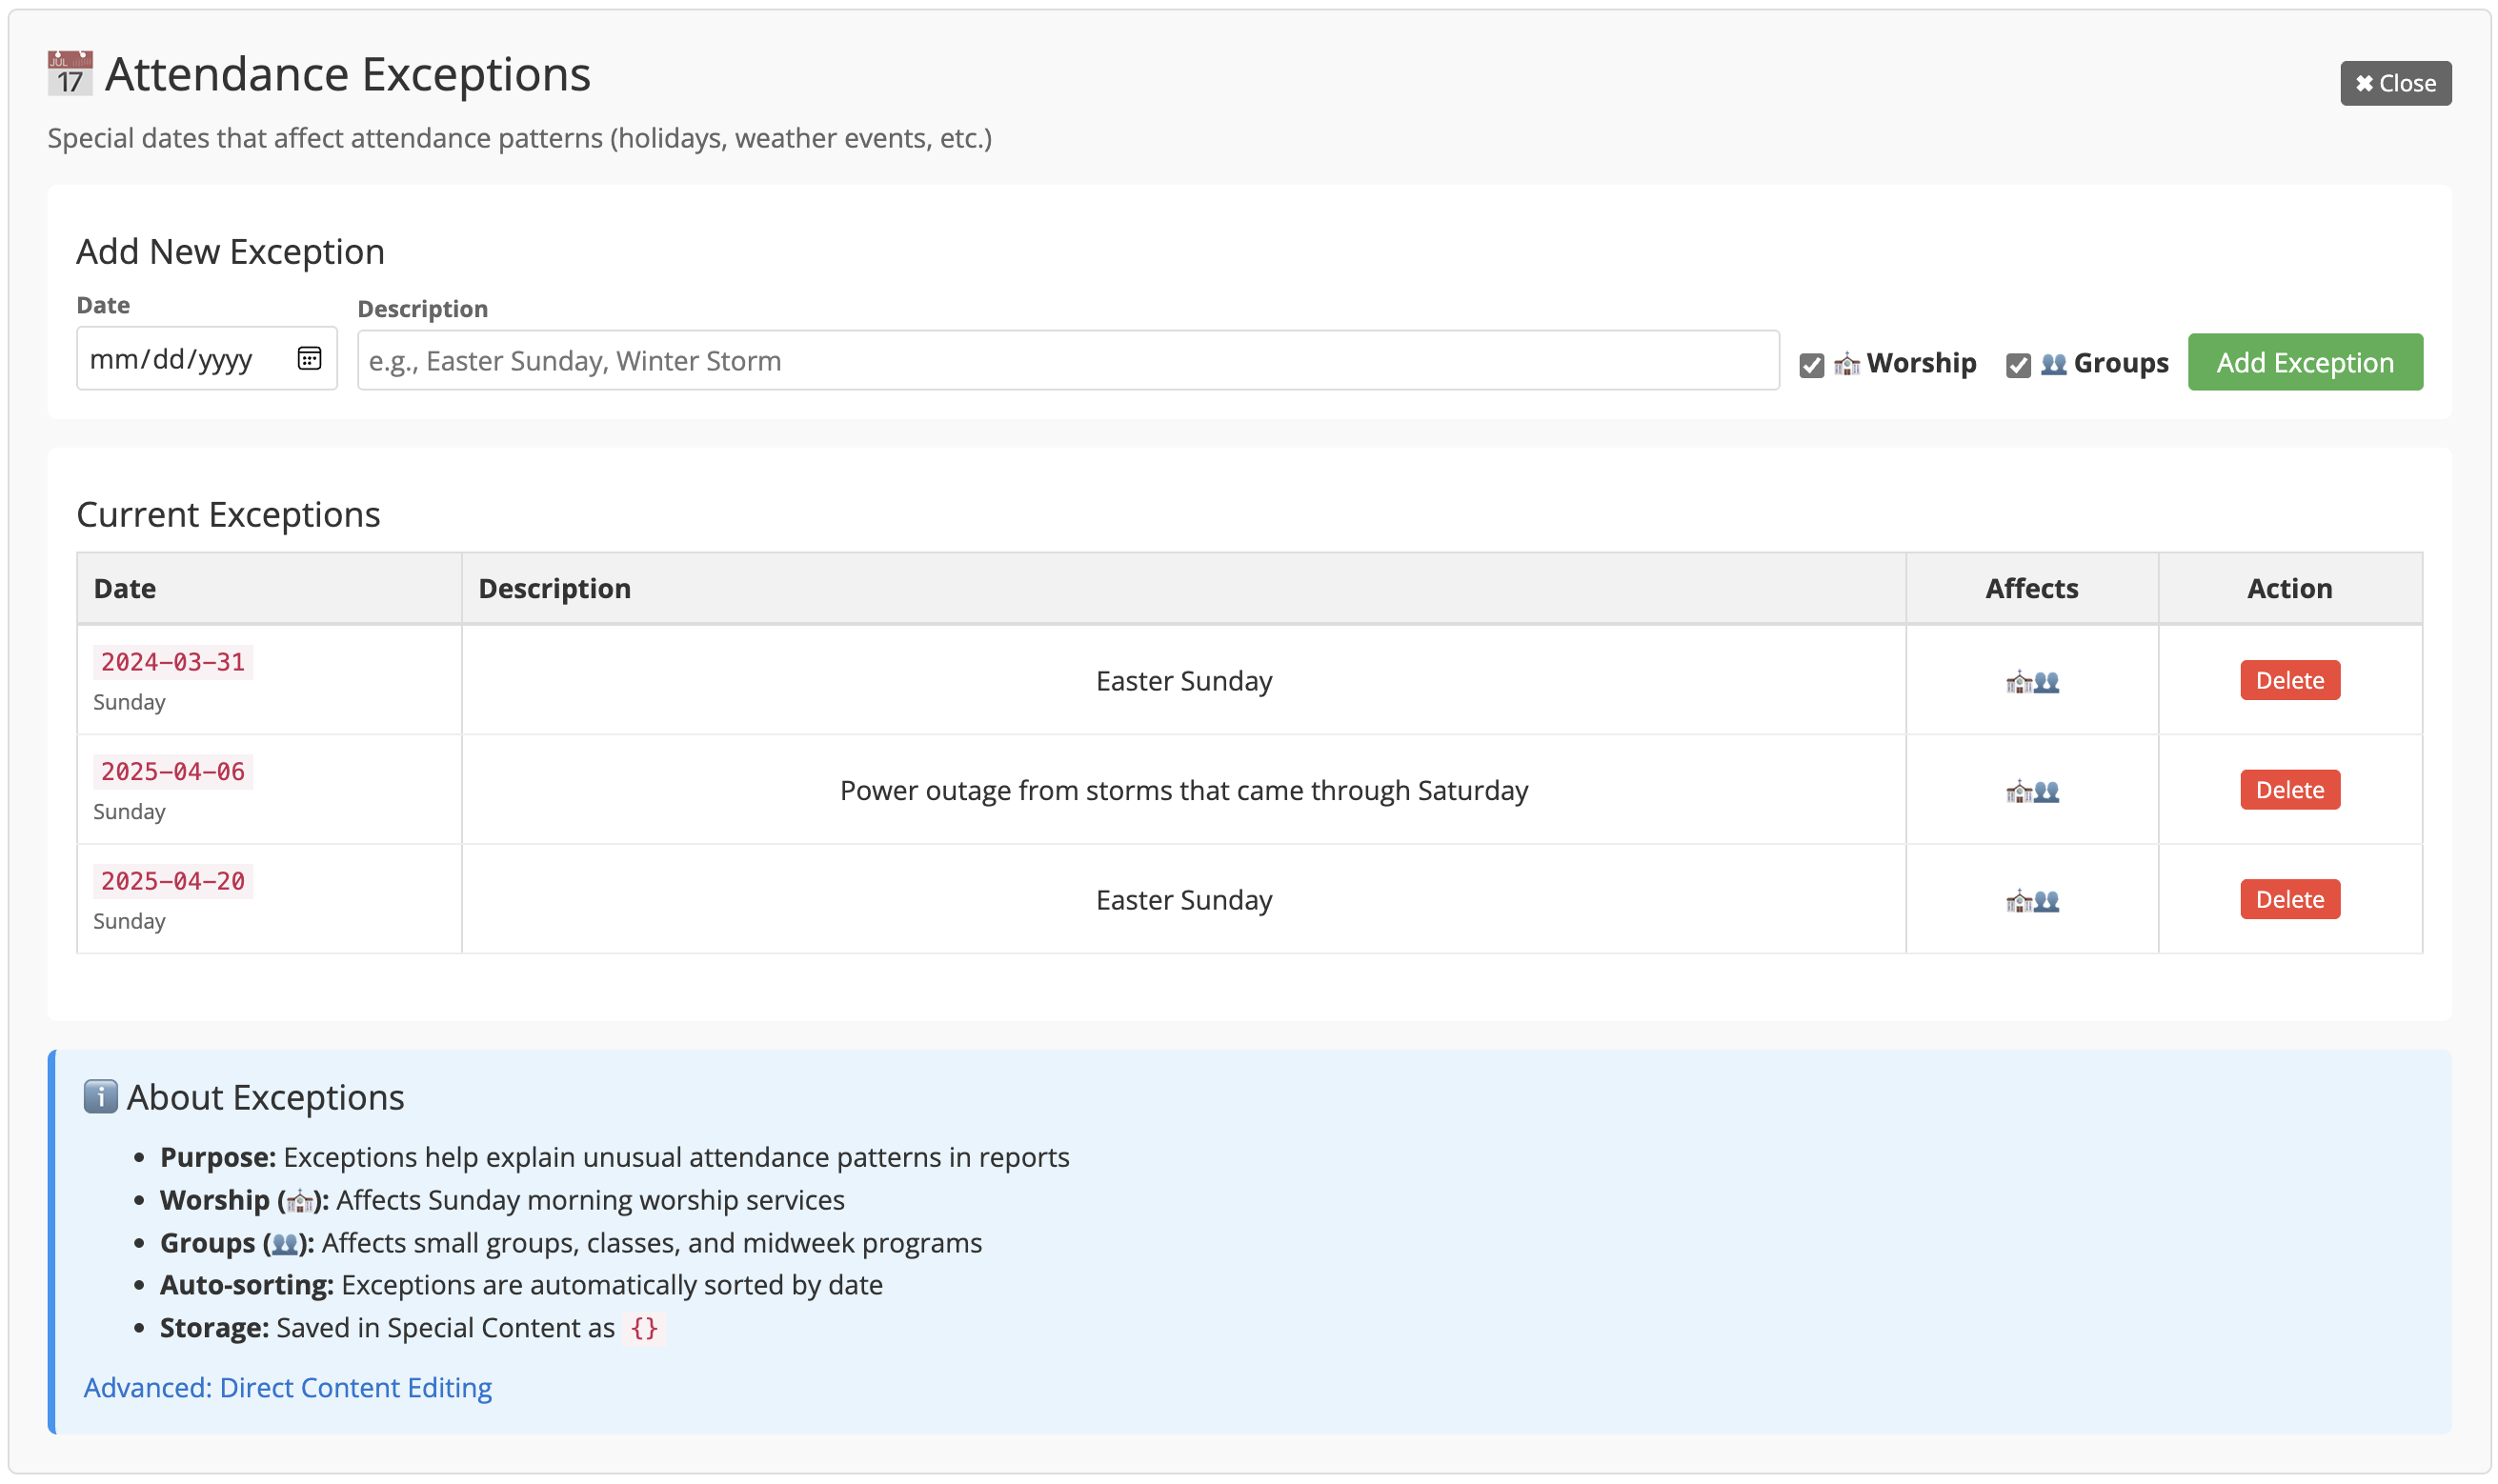 JUL
17
Attendance Exceptions
✖ Close
Special dates that affect attendance patterns (holidays, weather events, etc.)
Add New Exception
Date
Description
mm/dd/yyyy
e.g., Easter Sunday, Winter Storm
Worship
Groups
Add Exception
Current Exceptions
Date Description Affects Action
2024-03-31
Sunday
Easter Sunday
Delete
2025-04-06
Sunday
Power outage from storms that came through Saturday
Delete
2025-04-20
Sunday
Easter Sunday
Delete
i About Exceptions
• Purpose: Exceptions help explain unusual attendance patterns in reports
• Worship (⛪): Affects Sunday morning worship services
• Groups (👥): Affects small groups, classes, and midweek programs
• Auto-sorting: Exceptions are automatically sorted by date
• Storage: Saved in Special Content as {}
Advanced: Direct Content Editing